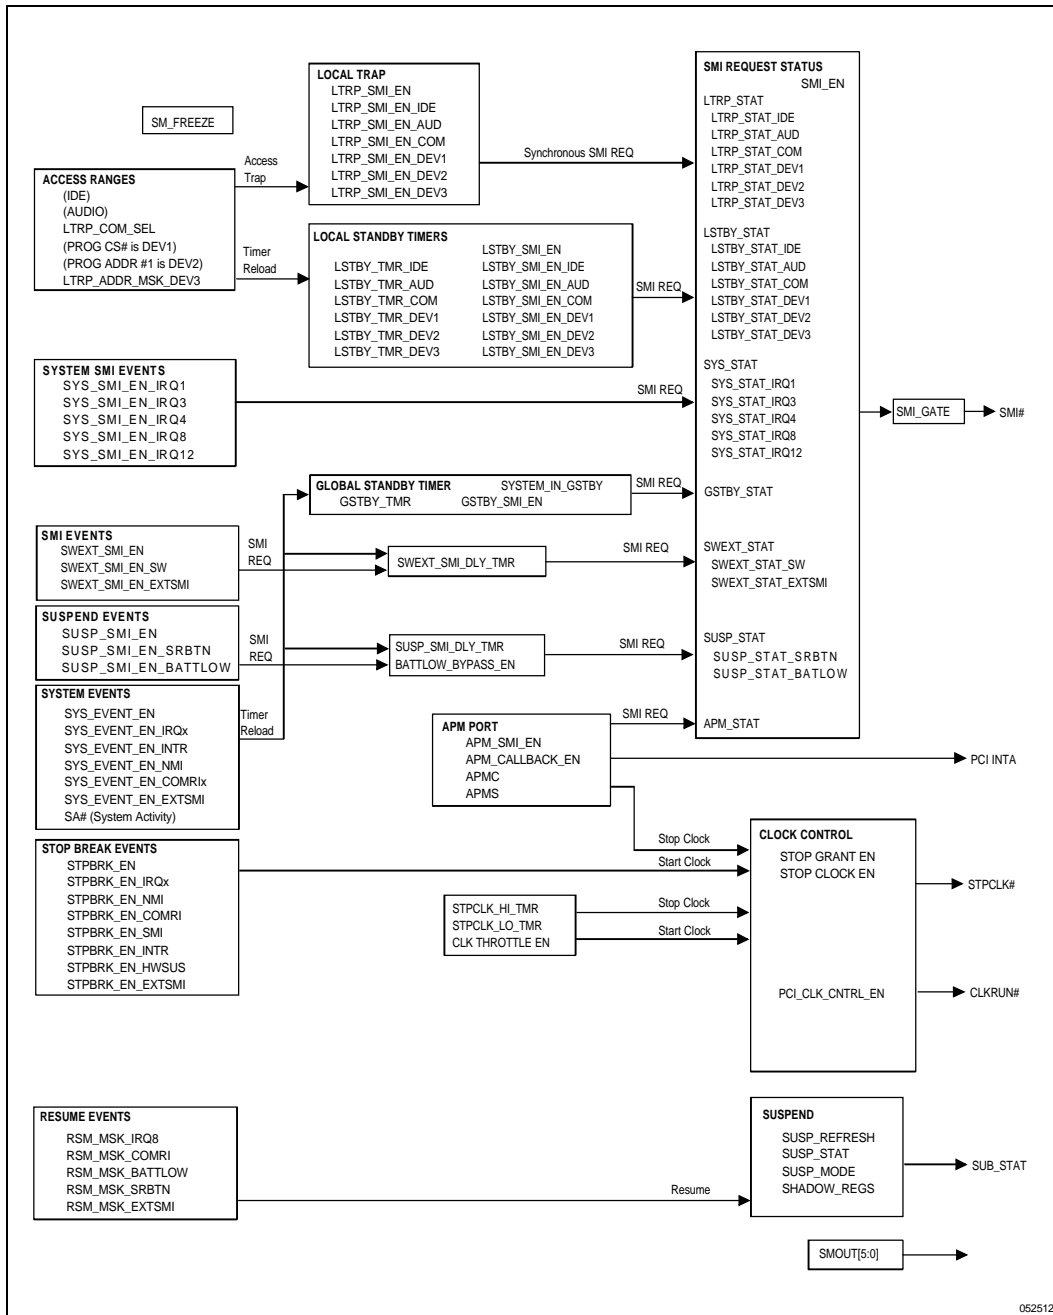 LOCAL TRAP
LTRP_SMI_EN
LTRP_SMI_EN_IDE
LTRP_SMI_EN_AUD
LTRP_SMI_EN_COM
LTRP_SMI_EN_DEV1
LTRP_SMI_EN_DEV2
LTRP_SMI_EN_DEV3
SM_FREEZE
Access
Trap
Synchronous SMI REQ
ACCESS RANGES
(IDE)
(AUDIO)
LTRP_COM_SEL
(PROG CS# is DEV1)
(PROG ADDR #1 is DEV2)
LTRP_ADDR_MSK_DEV3
Timer
Reload
LOCAL STANDBY TIMERS
LSTBY_SMI_EN
LSTBY_TMR_IDE LSTBY_SMI_EN_IDE
LSTBY_TMR_AUD LSTBY_SMI_EN_AUD
LSTBY_TMR_COM LSTBY_SMI_EN_COM
LSTBY_TMR_DEV1 LSTBY_SMI_EN_DEV1
LSTBY_TMR_DEV2 LSTBY_SMI_EN_DEV2
LSTBY_TMR_DEV3 LSTBY_SMI_EN_DEV3
SMI REQ
SYSTEM SMI EVENTS
SYS_SMI_EN_IRQ1
SYS_SMI_EN_IRQ3
SYS_SMI_EN_IRQ4
SYS_SMI_EN_IRQ8
SYS_SMI_EN_IRQ12
SMI REQ
GLOBAL STANDBY TIMER SYSTEM_IN_GSTBY
GSTBY_TMR GSTBY_SMI_EN
SMI REQ
SMI EVENTS
SWEXT_SMI_EN
SWEXT_SMI_EN_SW
SWEXT_SMI_EN_EXTSMI
SMI
REQ
SWEXT_SMI_DLY_TMR
SMI REQ
SUSPEND EVENTS
SUSP_SMI_EN
SUSP_SMI_EN_SRBTN
SUSP_SMI_EN_BATTLOW
SMI
REQ
SUSP_SMI_DLY_TMR
BATTLOW_BYPASS_EN
SMI REQ
SYSTEM EVENTS
SYS_EVENT_EN
SYS_EVENT_EN_IRQx
SYS_EVENT_EN_INTR
SYS_EVENT_EN_NMI
SYS_EVENT_EN_COMRIx
SYS_EVENT_EN_EXTSMI
SA# (System Activity)
Timer
Reload
APM PORT
APM_SMI_EN
APM_CALLBACK_EN
APMC
APMS
SMI REQ
SMI REQUEST STATUS
SMI_EN
LTRP_STAT
LTRP_STAT_IDE
LTRP_STAT_AUD
LTRP_STAT_COM
LTRP_STAT_DEV1
LTRP_STAT_DEV2
LTRP_STAT_DEV3
LSTBY_STAT
LSTBY_STAT_IDE
LSTBY_STAT_AUD
LSTBY_STAT_COM
LSTBY_STAT_DEV1
LSTBY_STAT_DEV2
LSTBY_STAT_DEV3
SYS_STAT
SYS_STAT_IRQ1
SYS_STAT_IRQ3
SYS_STAT_IRQ4
SYS_STAT_IRQ8
SYS_STAT_IRQ12
GSTBY_STAT
SWEXT_STAT
SWEXT_STAT_SW
SWEXT_STAT_EXTSMI
SUSP_STAT
SUSP_STAT_SRBTN
SUSP_STAT_BATLOW
APM_STAT
SMI_GATE
SMI#
PCI INTA
STOP BREAK EVENTS
STPBRK_EN
STPBRK_EN_IRQx
STPBRK_EN_NMI
STPBRK_EN_COMRI
STPBRK_EN_SMI
STPBRK_EN_INTR
STPBRK_EN_HWSUS
STPBRK_EN_EXTSMI
Stop Clock
Start Clock
STPCLK_HI_TMR
STPCLK_LO_TMR
CLK THROTTLE EN
Stop Clock
Start Clock
CLOCK CONTROL
STOP GRANT EN
STOP CLOCK EN
PCI_CLK_CNTRL_EN
STPCLK#
CLKRUN#
RESUME EVENTS
RSM_MSK_IRQ8
RSM_MSK_COMRI
RSM_MSK_BATTLOW
RSM_MSK_SRBTN
RSM_MSK_EXTSMI
Resume
SUSPEND
SUSP_REFRESH
SUSP_STAT
SUSP_MODE
SHADOW_REGS
SUB_STAT
SMOUT[5:0]
052512